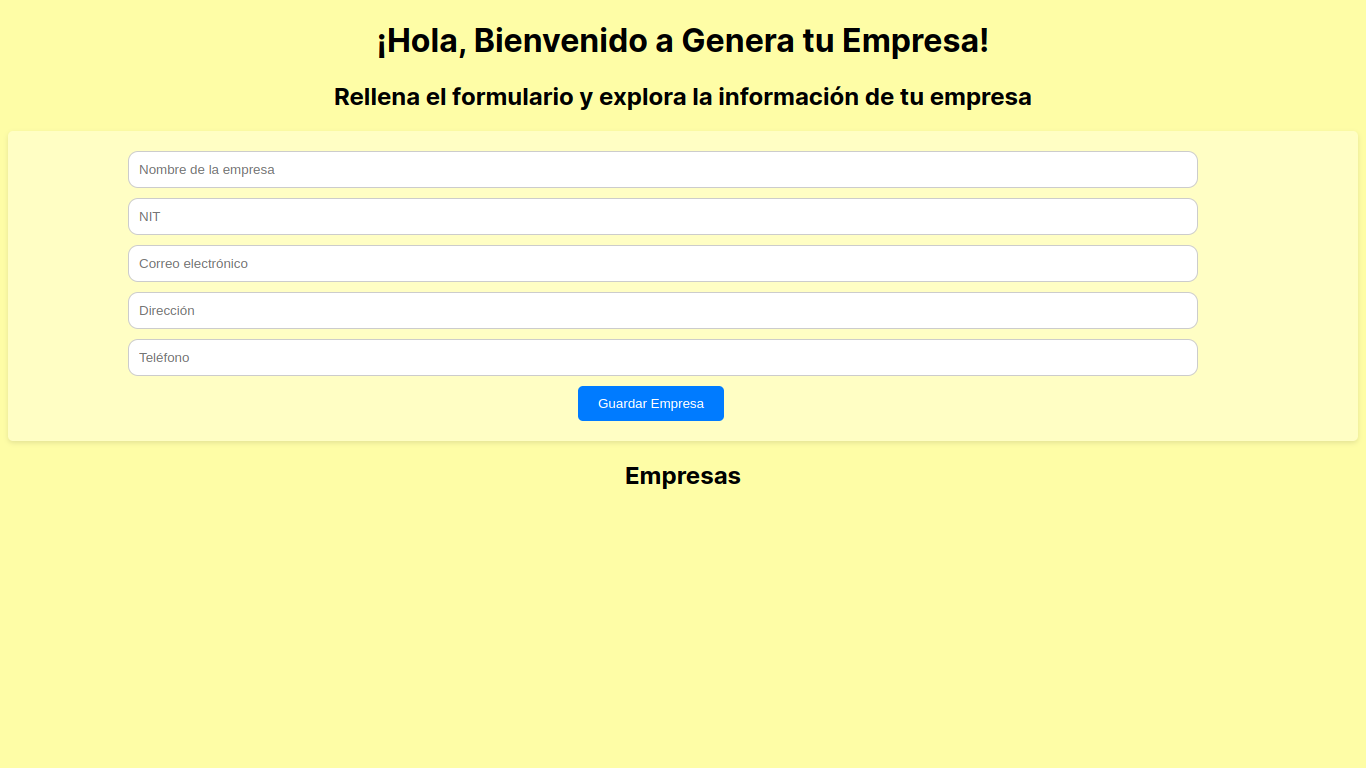 ¡Hola, Bienvenido a Genera tu Empresa!
Rellena el formulario y explora la información de tu empresa
Nombre de la empresa
NIT
Correo electrónico
Dirección
Teléfono
Guardar Empresa
Empresas